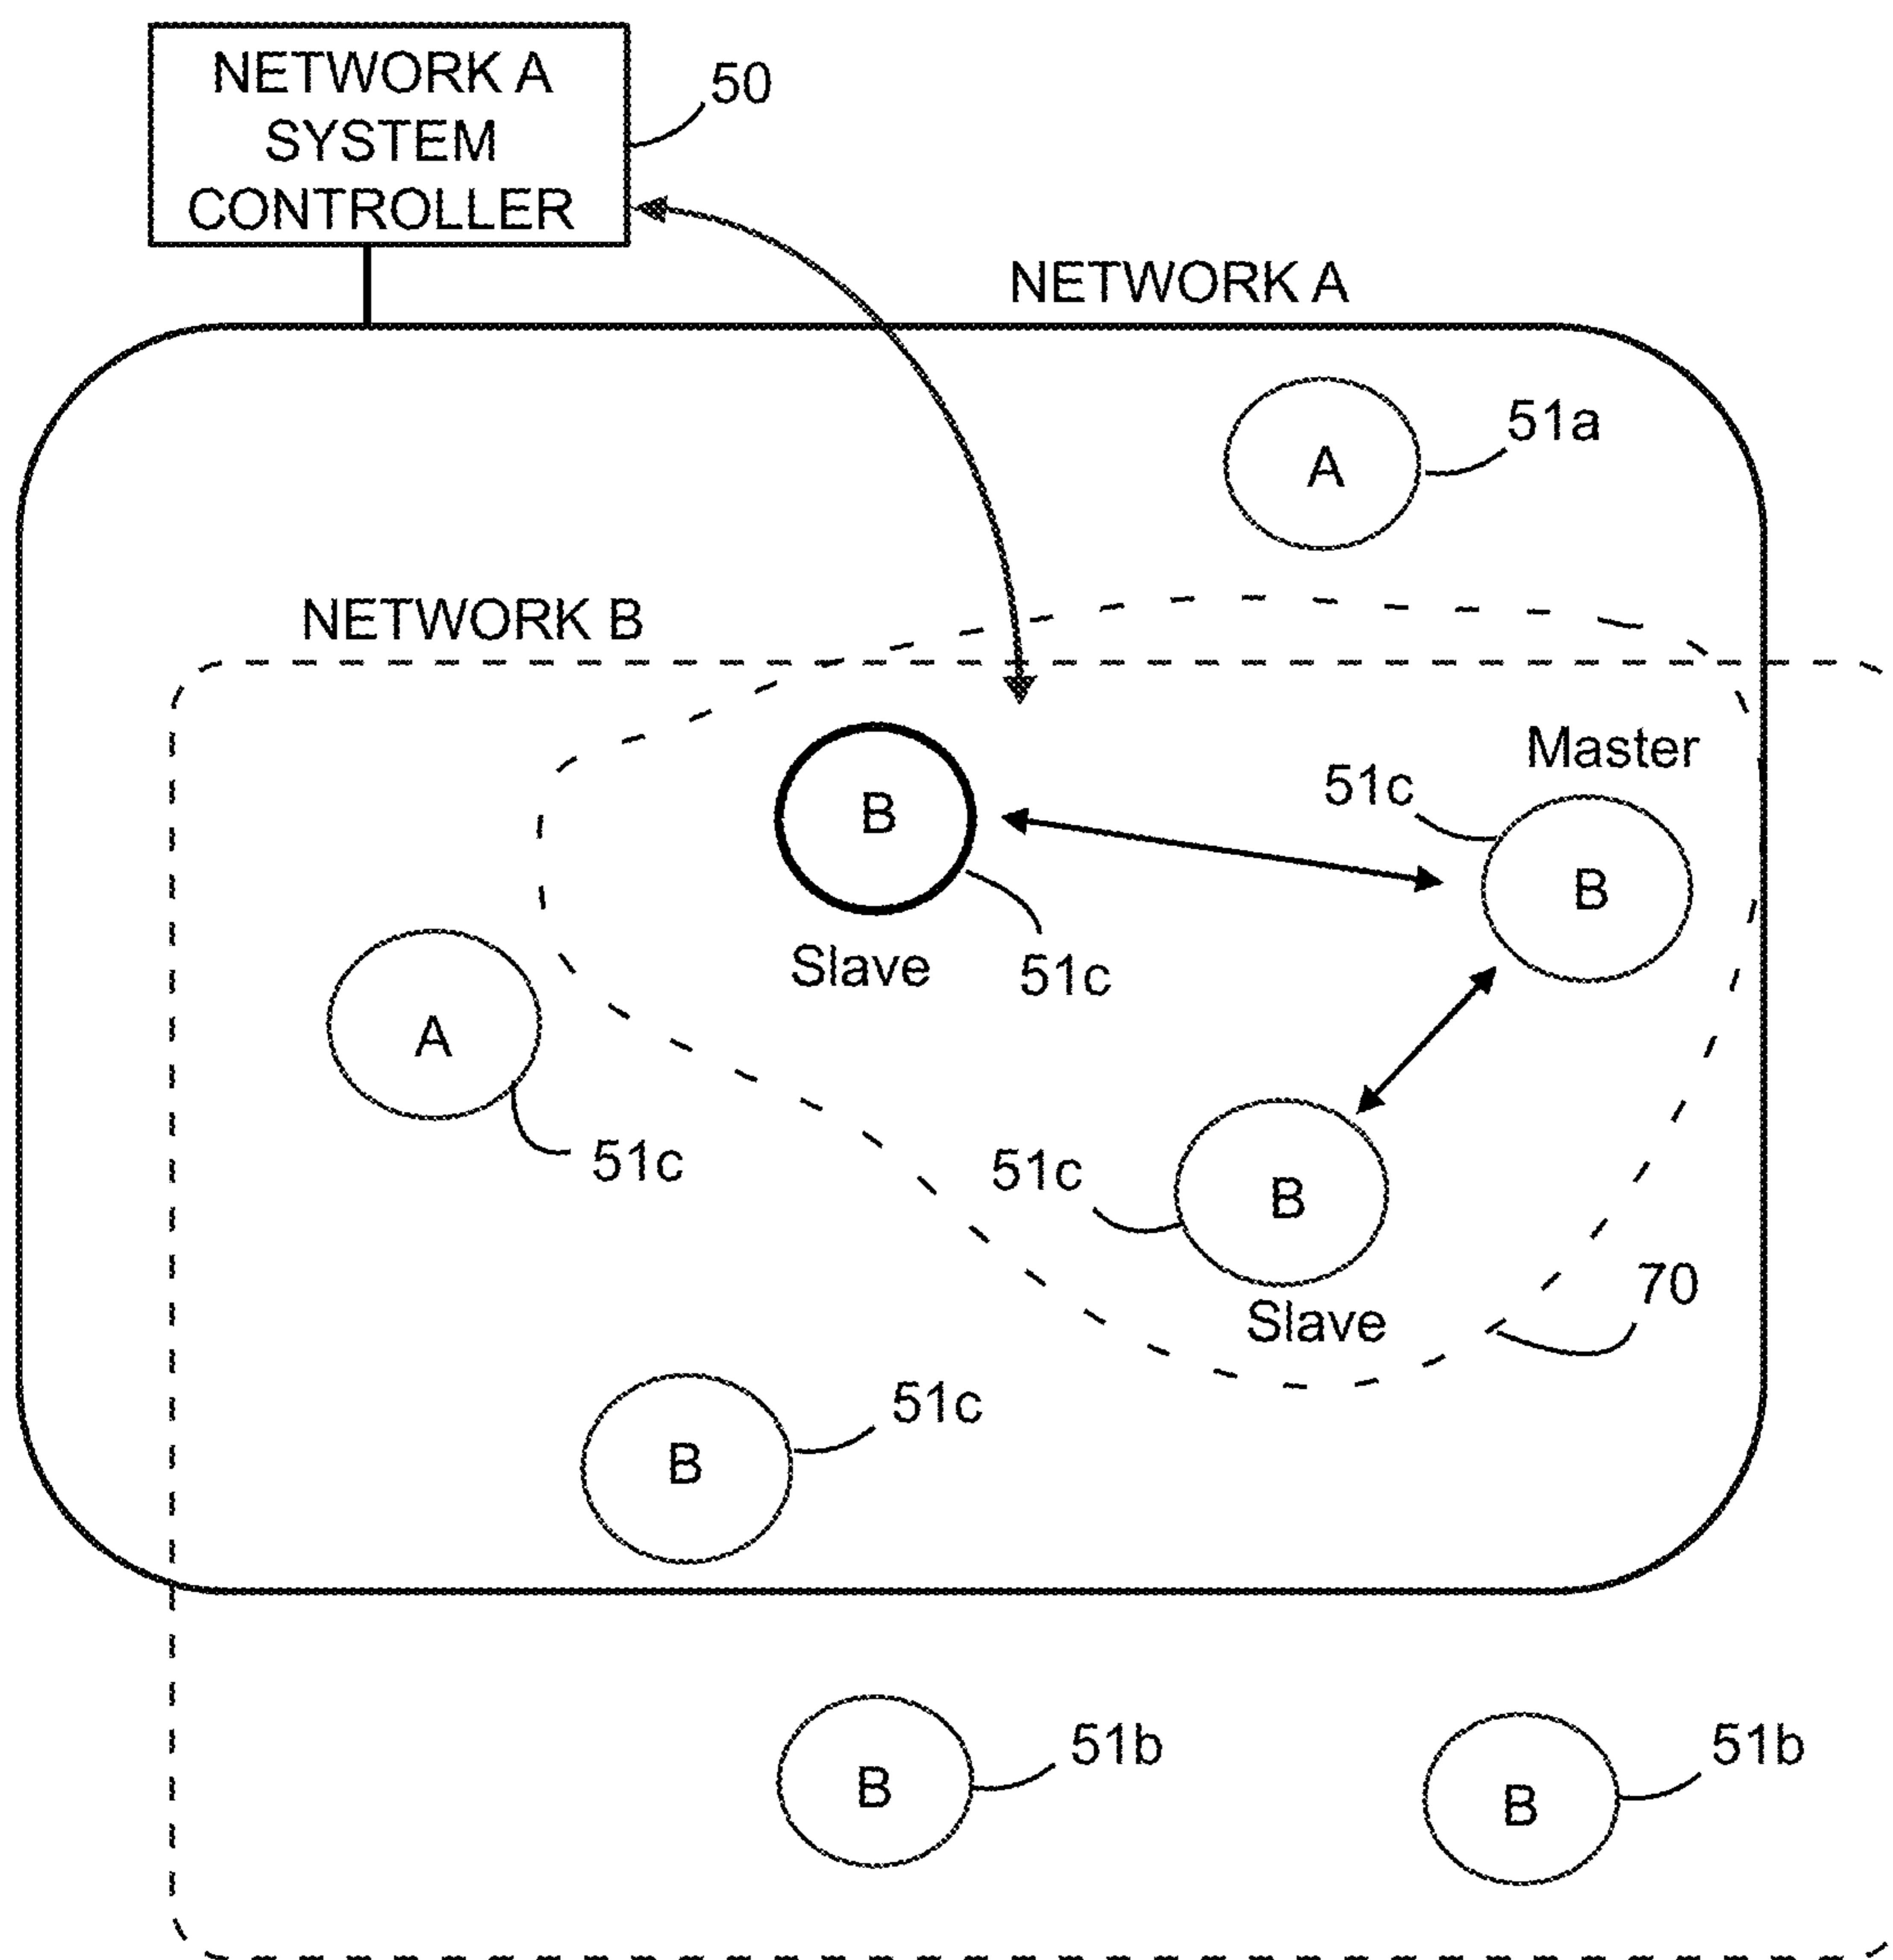 NETWORK A
SYSTEM
CONTROLLER
50
NETWORK A
51a
A
NETWORK B
Master
51c
B
B
Slave
51c
A
51c
51c
B
70
Slave
51c
B
51b
B
51b
B